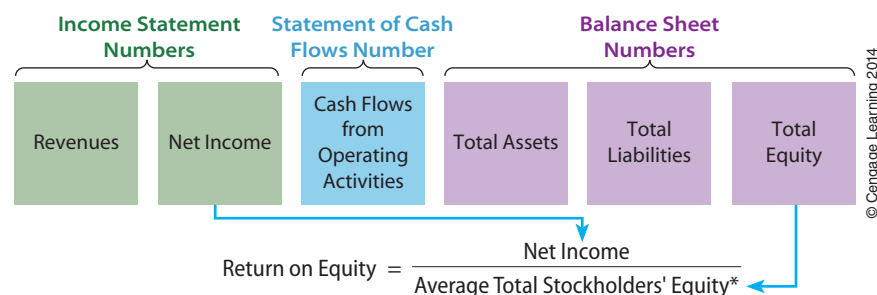 Income Statement
Numbers
Statement of Cash
Flows Number
Balance Sheet
Numbers
Revenues
Net Income
Cash Flows
from
Operating
Activities
Total Assets
Total
Liabilities
Total
Equity
© Cengage Learning 2014
Return on Equity = Net Income
Average Total Stockholders' Equity*